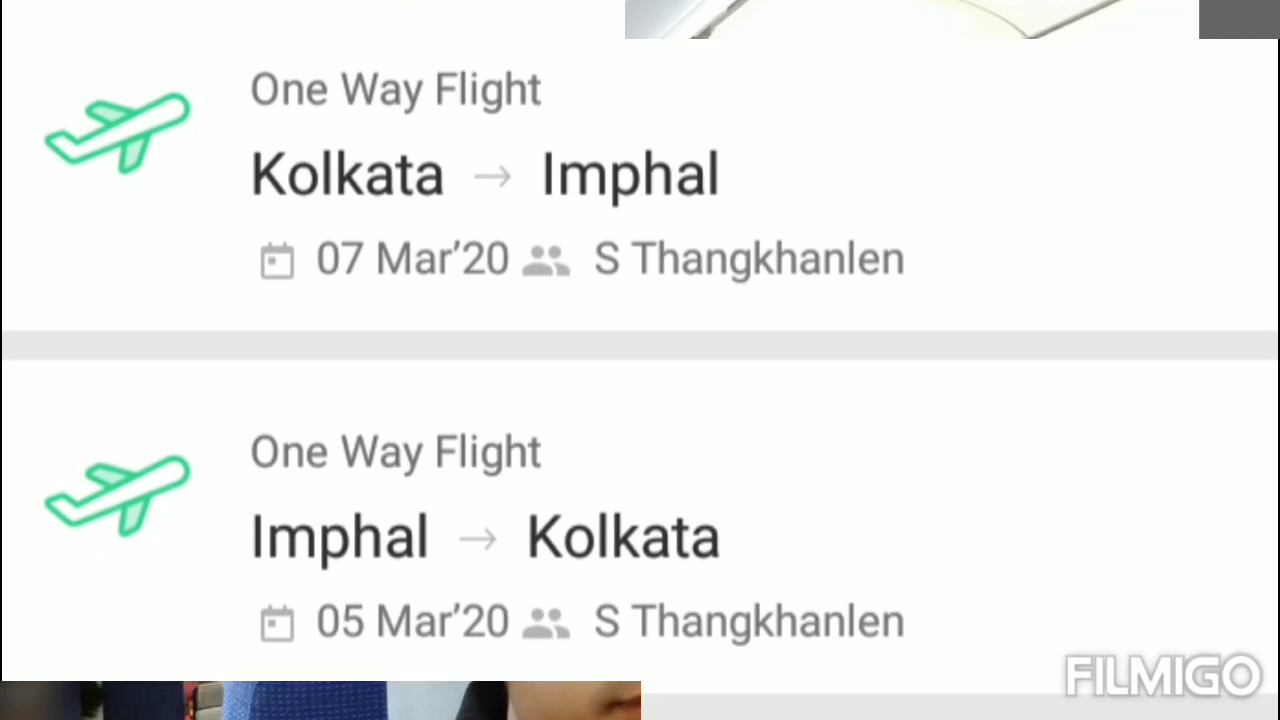 One Way Flight
Kolkata → Imphal
07 Mar’20 S Thangkhanlen
One Way Flight
Imphal → Kolkata
05 Mar’20 S Thangkhanlen
FILMIGO